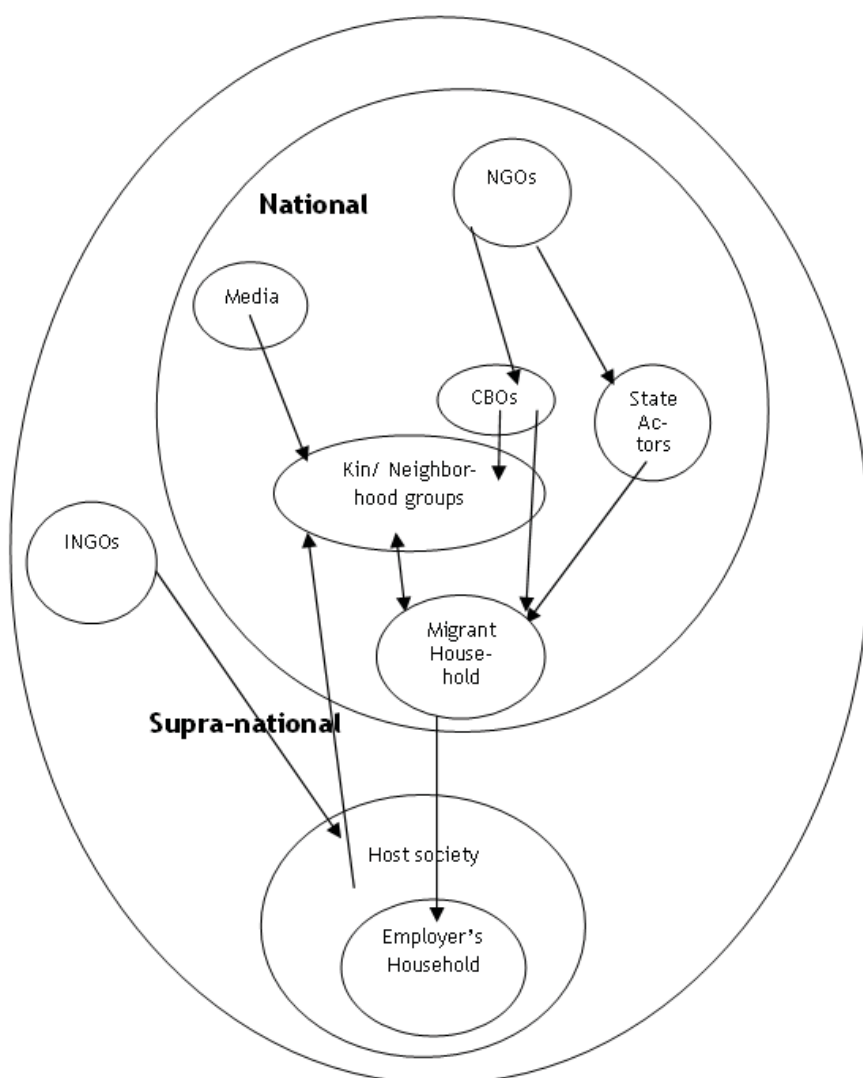 NGOs
National
Media
CBOs
State
Ac-
tors
Kin/ Neighbor-
hood groups
INGOs
Migrant
House-
hold
Supra-national
Host society
Employer's
Household